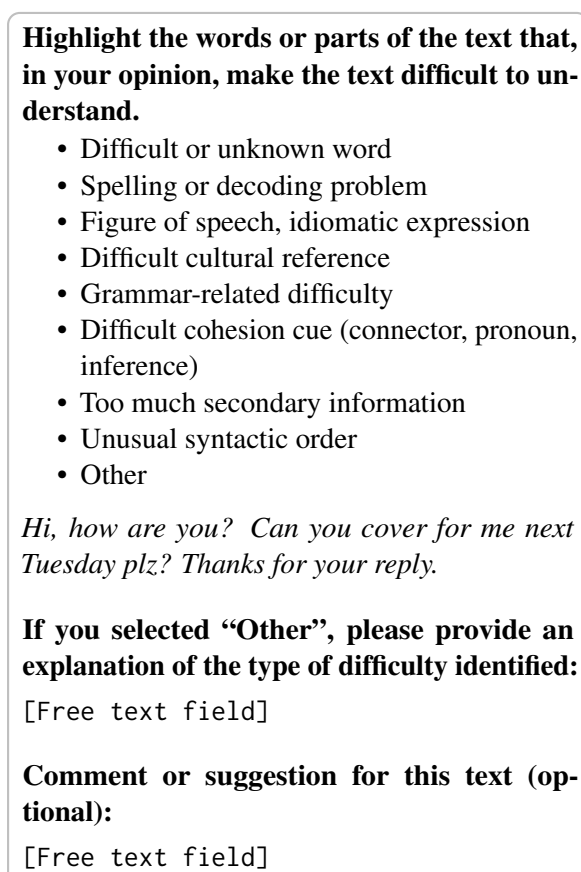 Highlight the words or parts of the text that,
in your opinion, make the text difficult to un-
derstand.
• Difficult or unknown word
• Spelling or decoding problem
• Figure of speech, idiomatic expression
• Difficult cultural reference
• Grammar-related difficulty
• Difficult cohesion cue (connector, pronoun,
inference)
• Too much secondary information
• Unusual syntactic order
• Other
Hi, how are you? Can you cover for me next
Tuesday plz? Thanks for your reply.
If you selected “Other”, please provide an
explanation of the type of difficulty identified:
[Free text field]
Comment or suggestion for this text (op-
tional):
[Free text field]